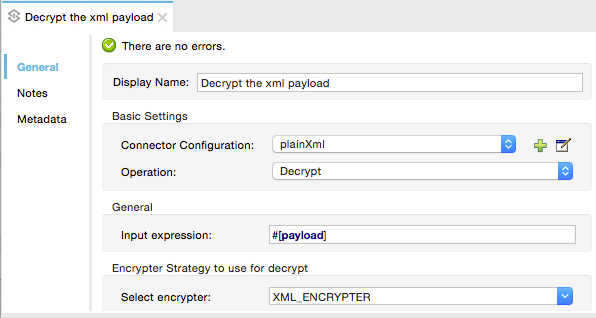 Decrypt the xml payload
There are no errors.
General
Notes
Metadata
Display Name: Decrypt the xml payload
Basic Settings
Connector Configuration: plainXml
Operation: Decrypt
General
Input expression: #[payload]
Encrypter Strategy to use for decrypt
Select encrypter: XML_ENCRYPTER